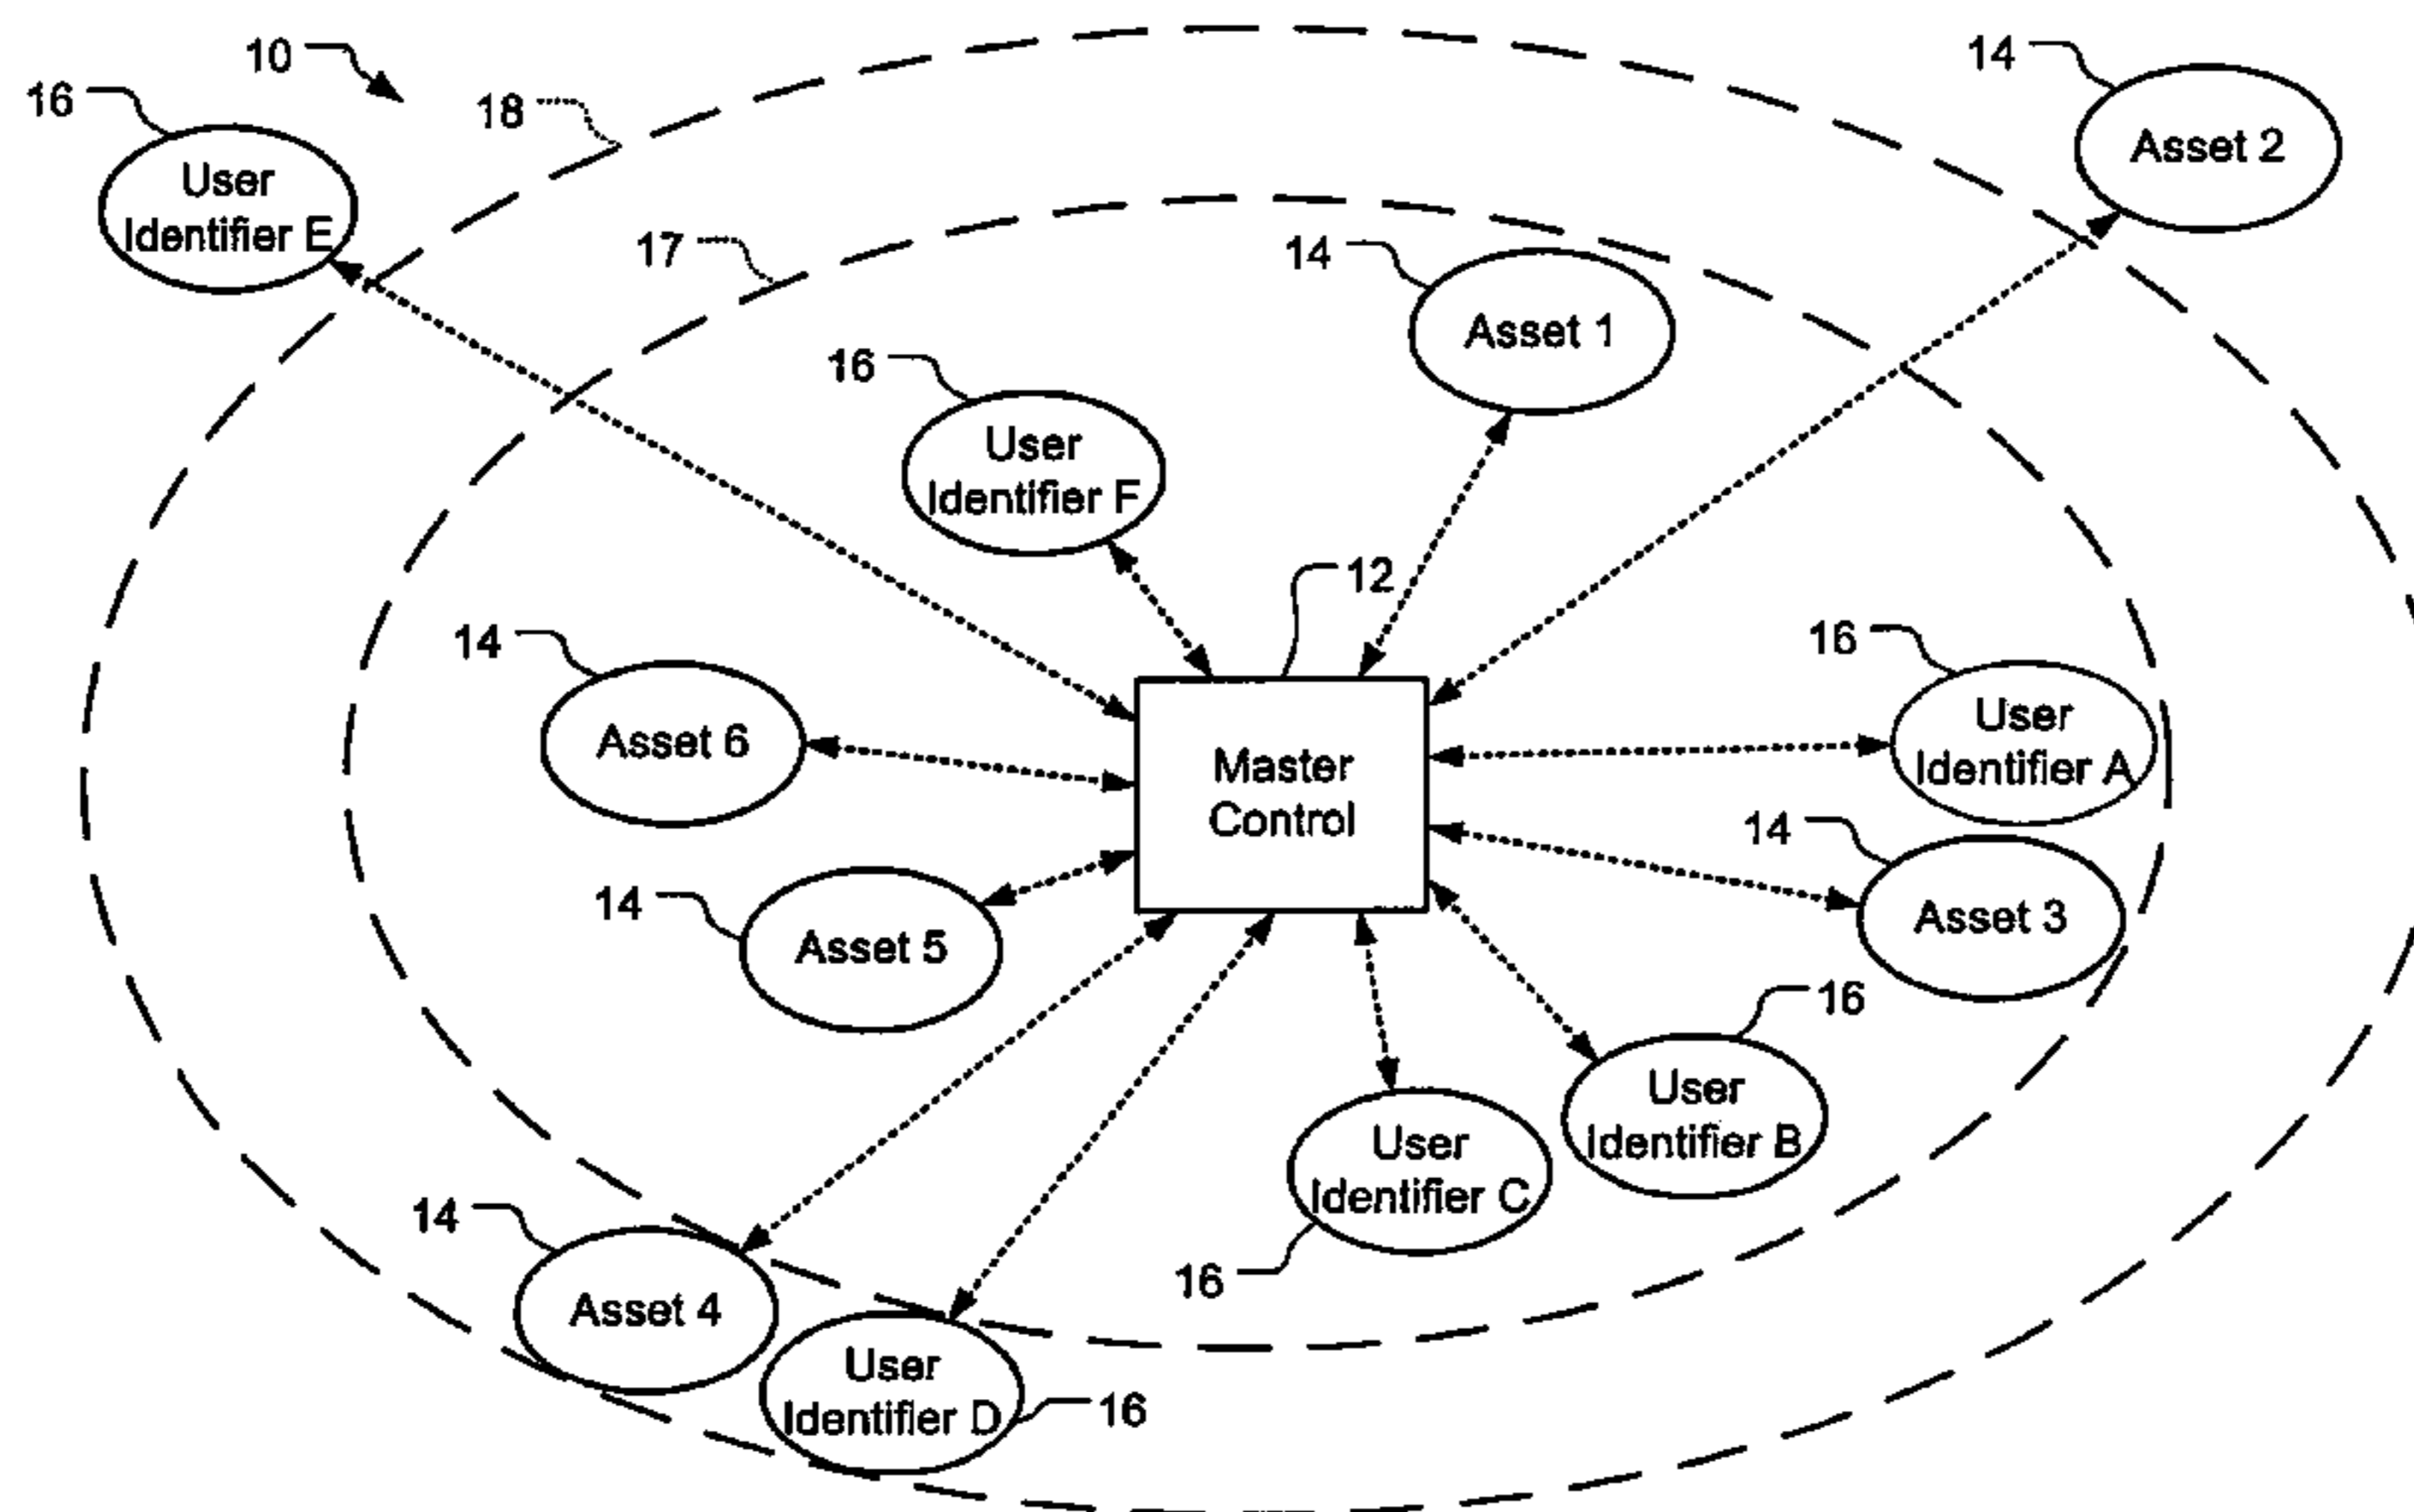 10
14
16
18
Asset 2
User
Identifier E
17
14
Asset 1
16
User
Identifier F
12
14
16
Asset 6
User
Identifier A
Master
Control
14
14
Asset 3
Asset 5
16
User
Identifier B
User
Identifier C
14
16
Asset 4
User
Identifier D
16